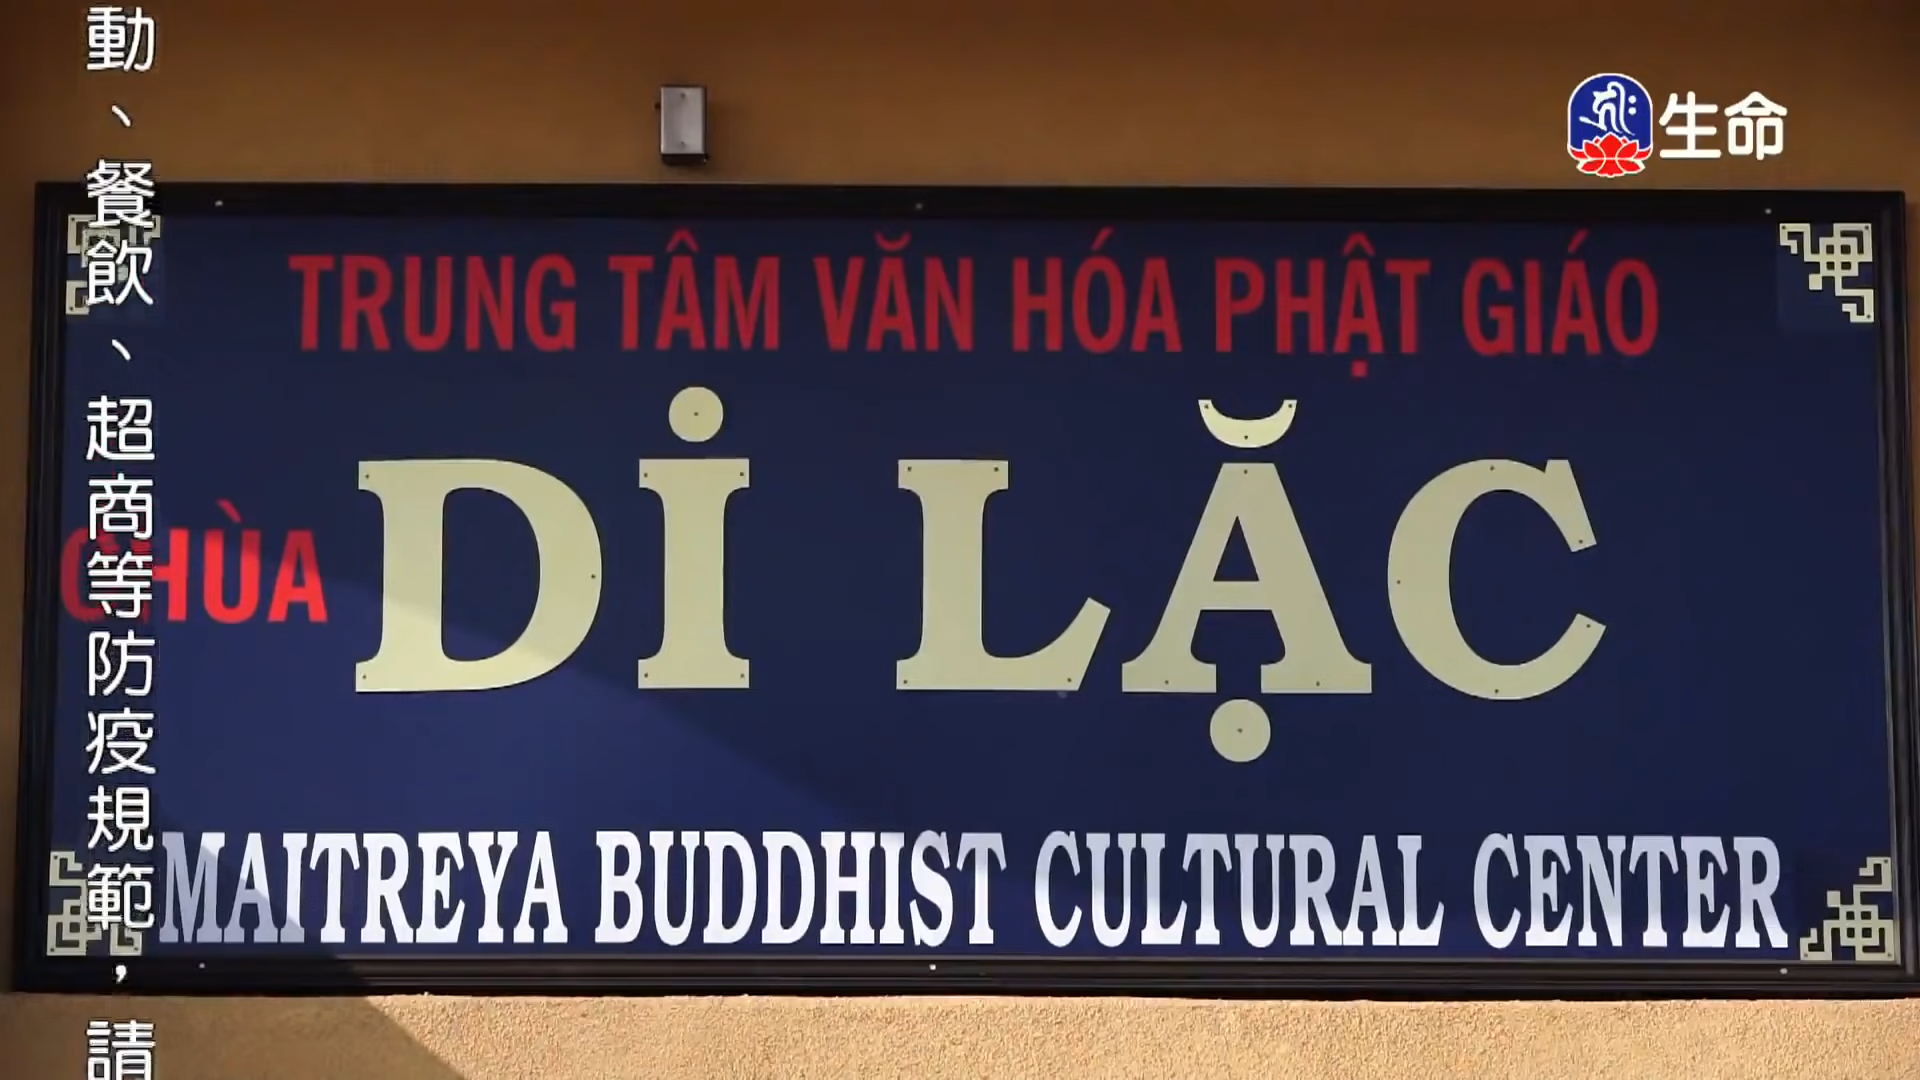 動、餐飲、超商等防疫規範，請
生命
TRUNG TÂM VĂN HÓA PHẬT GIÁO
CHÙA DI LẶC
MAITREYA BUDDHIST CULTURAL CENTER